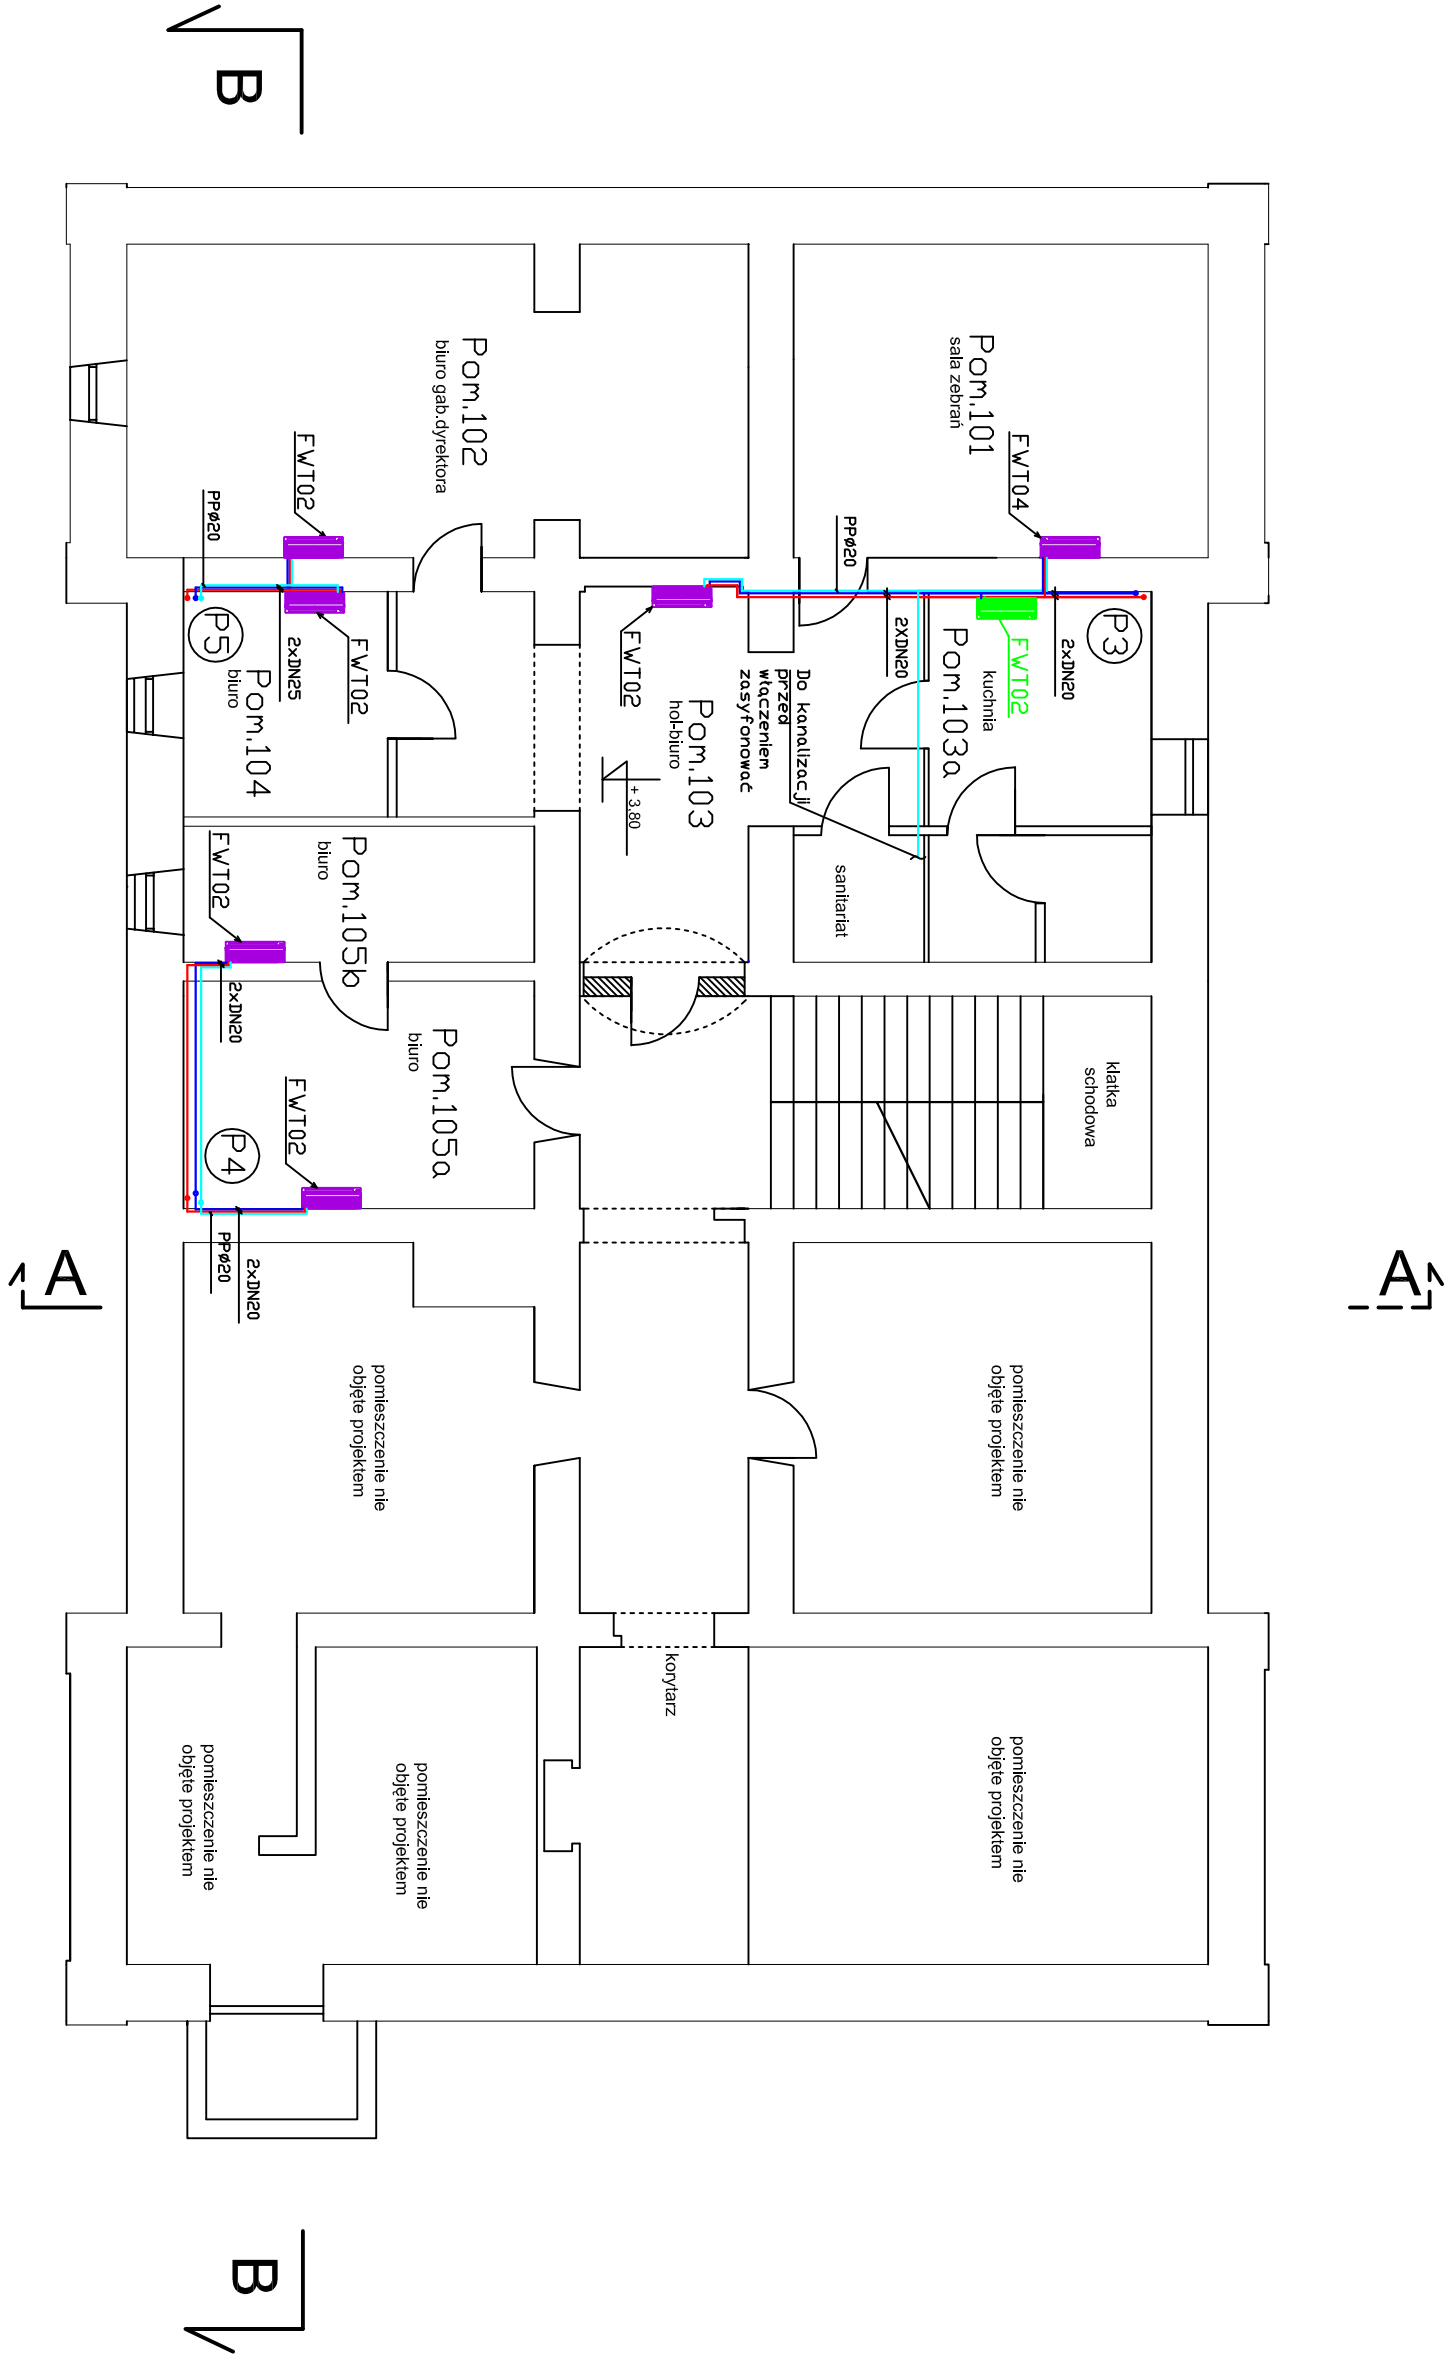 B
Pom.102
biuro gab.dyrektora
Pom.101
sala zebrań
FWT02
FWT04
PPø20
PPø20
P5
2xDN25
FWT02
FWT02
2XDN20
FWT02
2xDN20
P3
Pom.104
biuro
Pom.103
hol-biuro
+ 3,80
Do kanalizacji
przed
włączeniem
zasyfonować
Pom.103a
kuchnia
FWT02
Pom.105b
biuro
sanitariat
2xDN20
Pom.105a
biuro
FWT02
P4
klatka
schodowa
PPø20
2xDN20
A
A
pomieszczenie nie
objęte projektem
pomieszczenie nie
objęte projektem
korytarz
pomieszczenie nie
objęte projektem
pomieszczenie nie
objęte projektem
pomieszczenie nie
objęte projektem
B